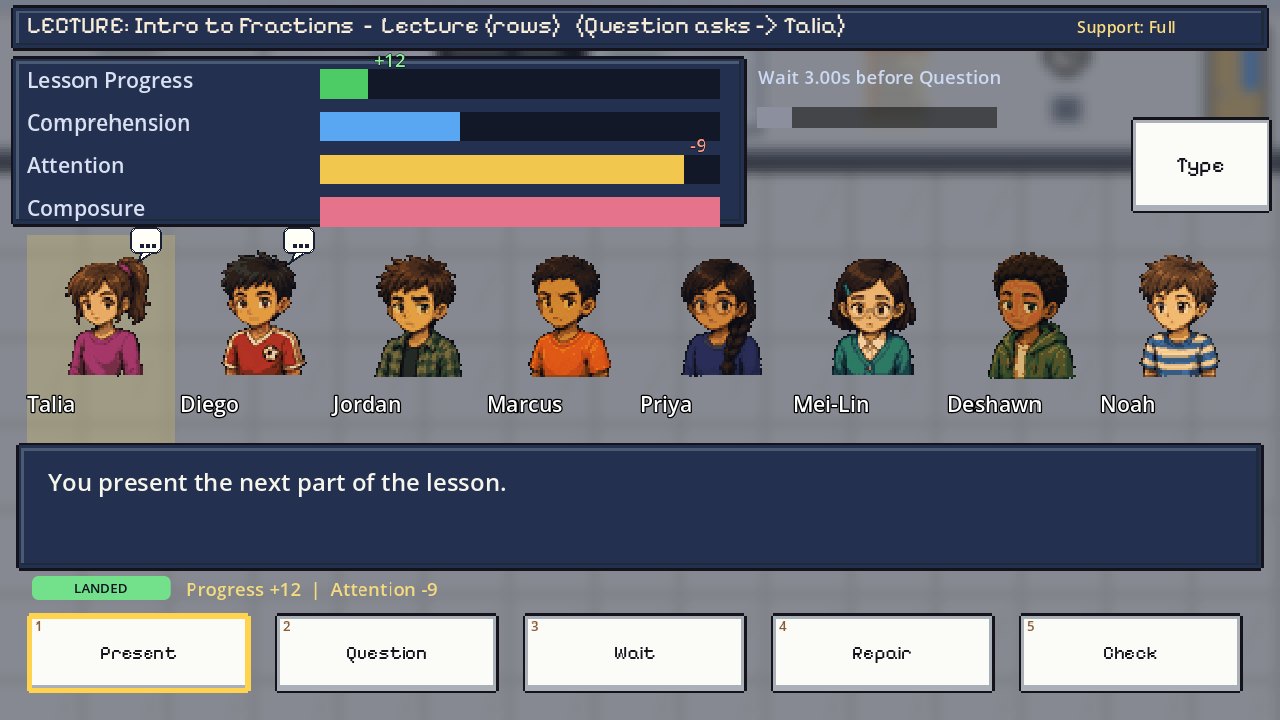 LECTURE: Intro to Fractions - Lecture (rows) (Question asks -> Talia)
Support: Full
+12
Lesson Progress
Wait 3.00s before Question
Comprehension
-9
Attention
Type
Composure
...
...
Talia
Diego
Jordan
Marcus
Priya
Mei-Lin
Deshawn
Noah
You present the next part of the lesson.
LANDED
Progress +12 | Attention -9
1
Present
2
Question
3
Wait
4
Repair
5
Check